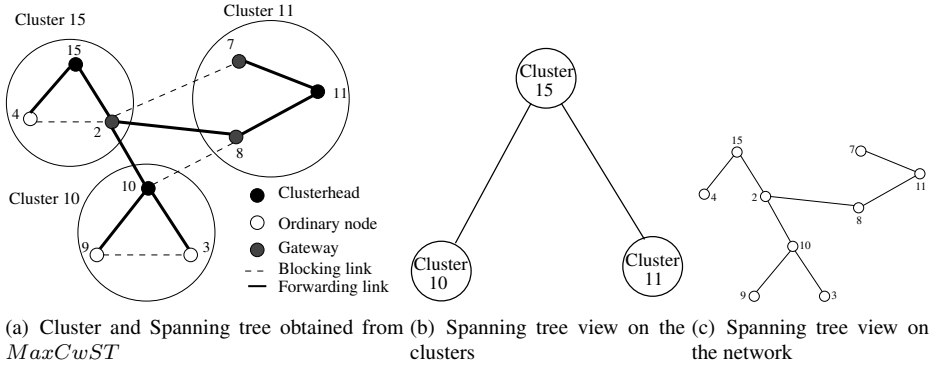 Cluster 15
Cluster 11
15
7
4
2
11
8
Cluster 10
10
9
3
Clusterhead
Ordinary node
Gateway
Blocking link
Forwarding link
Cluster
15
Cluster
10
Cluster
11
15
7
4
2
11
8
10
9
3
(a) Cluster and Spanning tree obtained from
MaxCwST
(b) Spanning tree view on the
clusters
(c) Spanning tree view on
the network